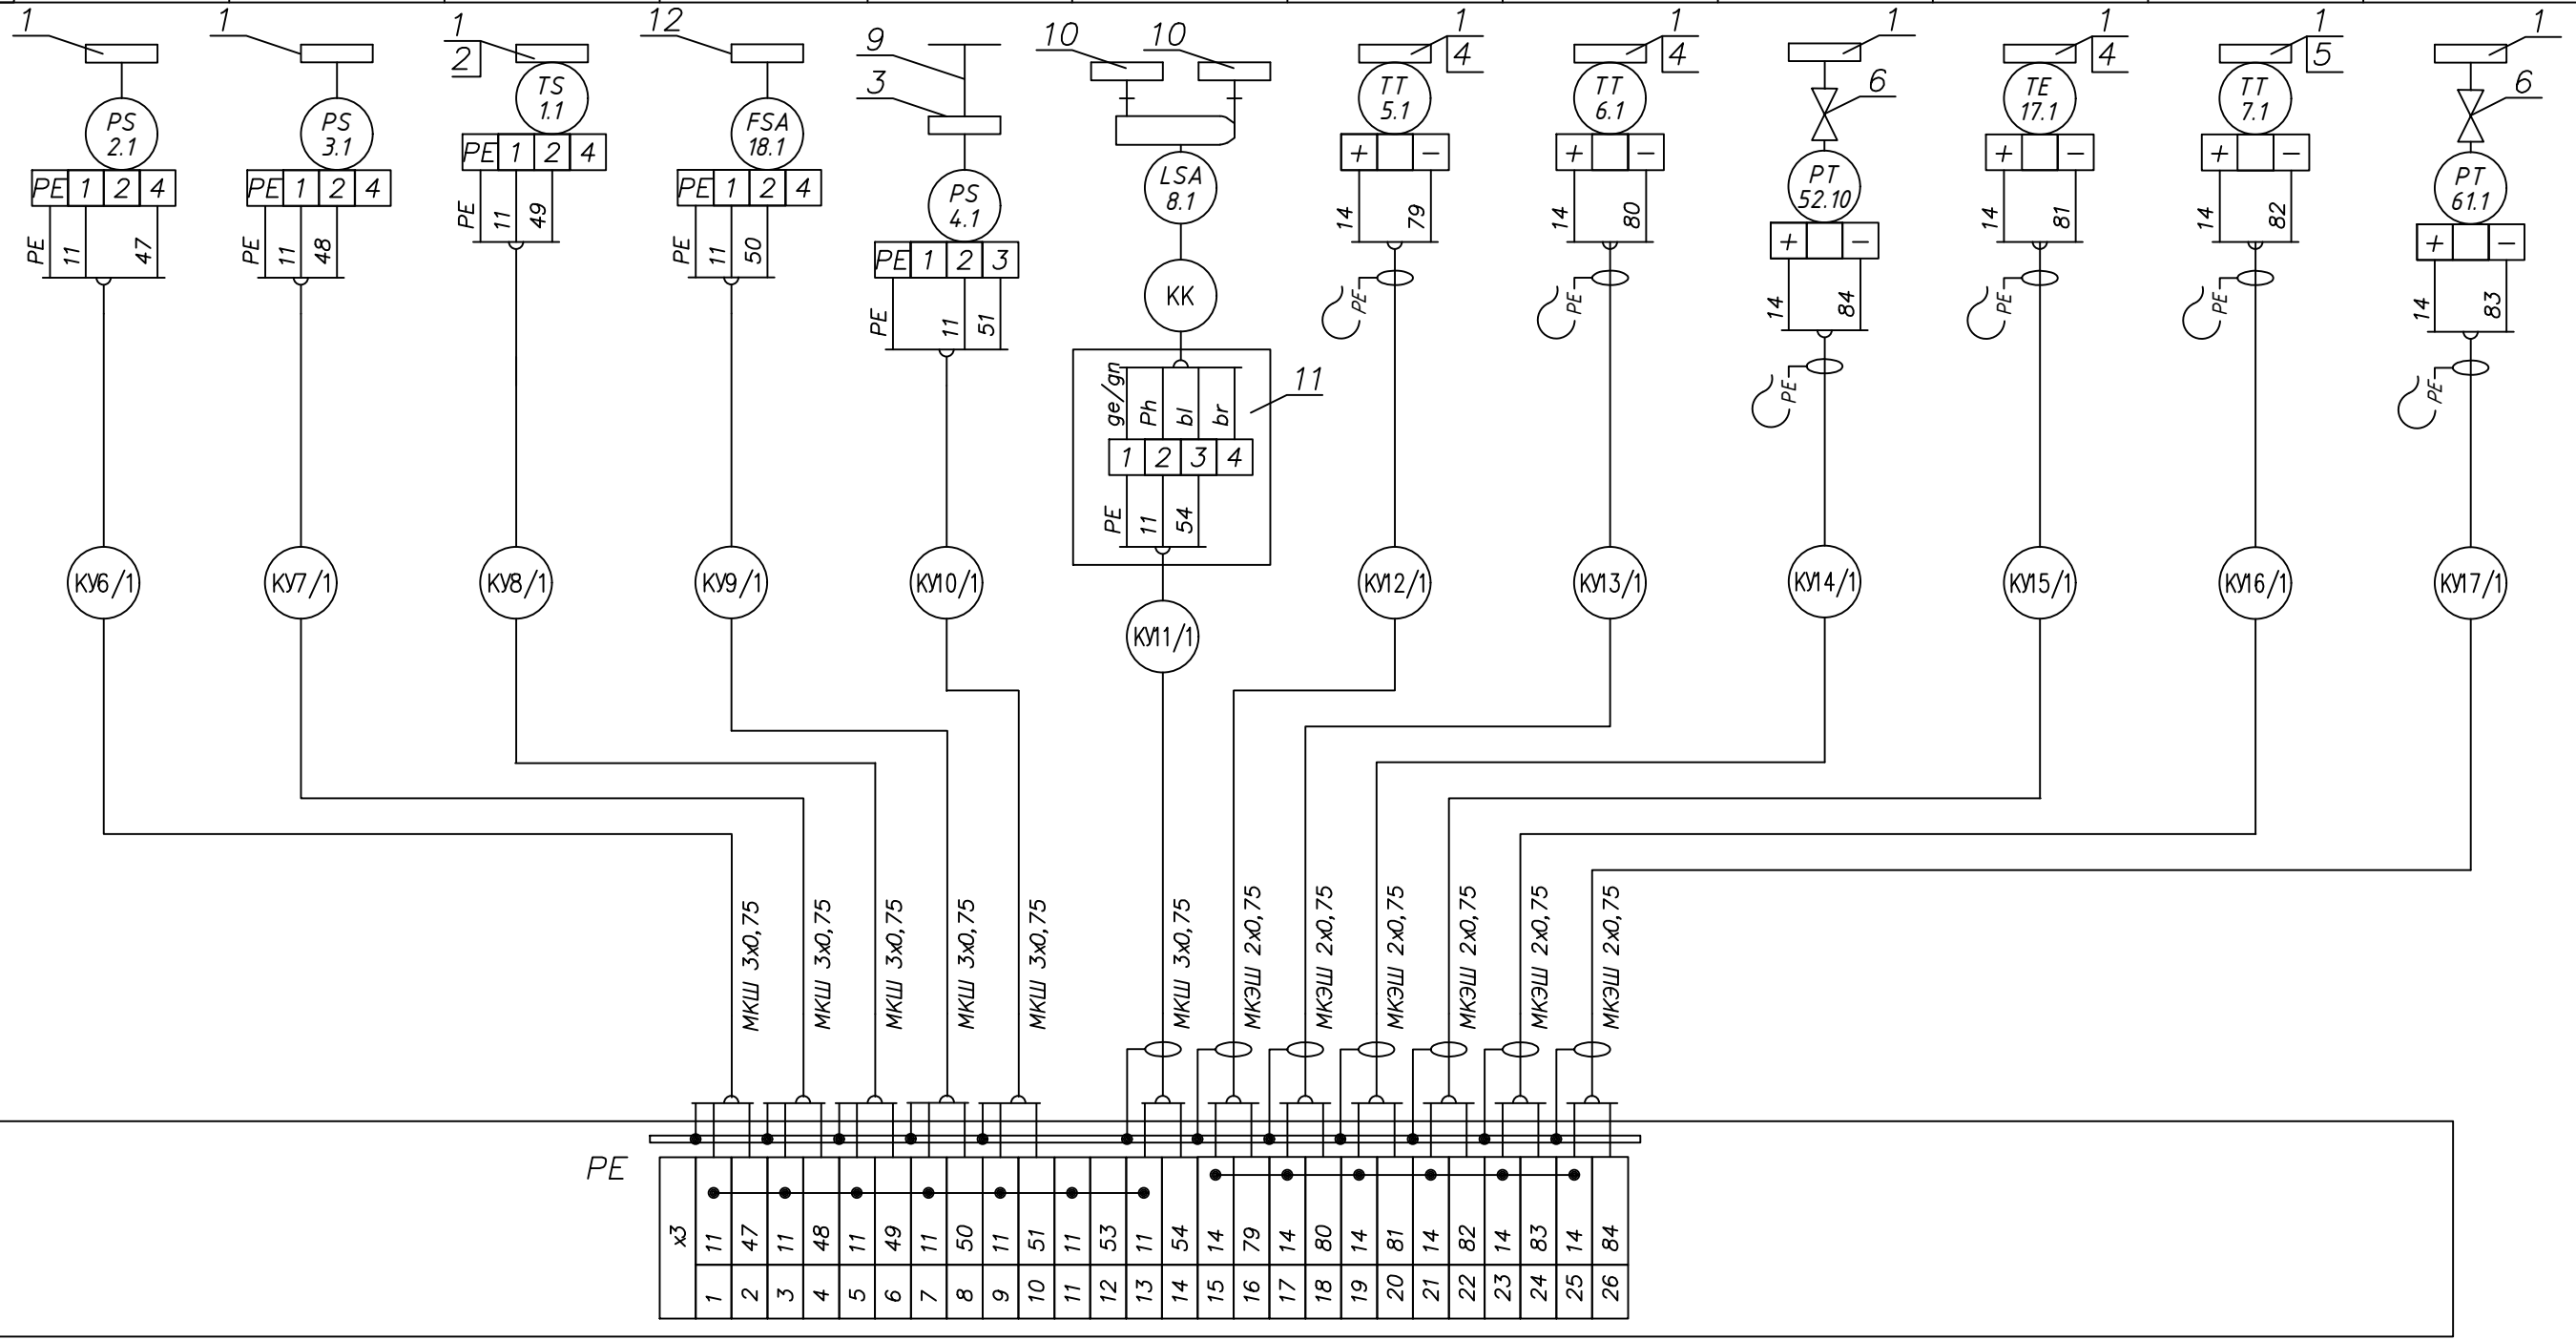 1 1 1 12 9 10 10 1 1 1 1 1 1
2 3 4 4 6 4 5 6
PS 2.1
PE 1 2 4
PE 11 47
PS 3.1
PE 1 2 4
PE 11 48
TS 1.1
PE 1 2 4
PE 11 49
FSA 18.1
PE 1 2 4
PE 11 50
PS 4.1
PE 1 2 3
PE 11 51
LSA 8.1
КК
ge/gn Ph bl br
11
1 2 3 4
PE 11 54
TT 5.1
+ −
14 79
PE
TT 6.1
+ −
14 80
PE
PT 52.10
+ −
14 84
PE
TE 17.1
+ −
14 81
PE
TT 7.1
+ −
14 82
PE
PT 61.1
+ −
14 83
PE
КУ6/1 КУ7/1 КУ8/1 КУ9/1 КУ10/1 КУ11/1 КУ12/1 КУ13/1 КУ14/1 КУ15/1 КУ16/1 КУ17/1
МКШ 3х0,75
МКШ 3х0,75
МКШ 3х0,75
МКШ 3х0,75
МКШ 3х0,75
МКШ 3х0,75
МКЭШ 2х0,75
МКЭШ 2х0,75
МКЭШ 2х0,75
МКЭШ 2х0,75
МКЭШ 2х0,75
МКЭШ 2х0,75
PE
х3
11 47 11 48 11 49 11 50 11 51 11 53 11 54 14 79 14 80 14 81 14 82 14 83 14 84
1 2 3 4 5 6 7 8 9 10 11 12 13 14 15 16 17 18 19 20 21 22 23 24 25 26